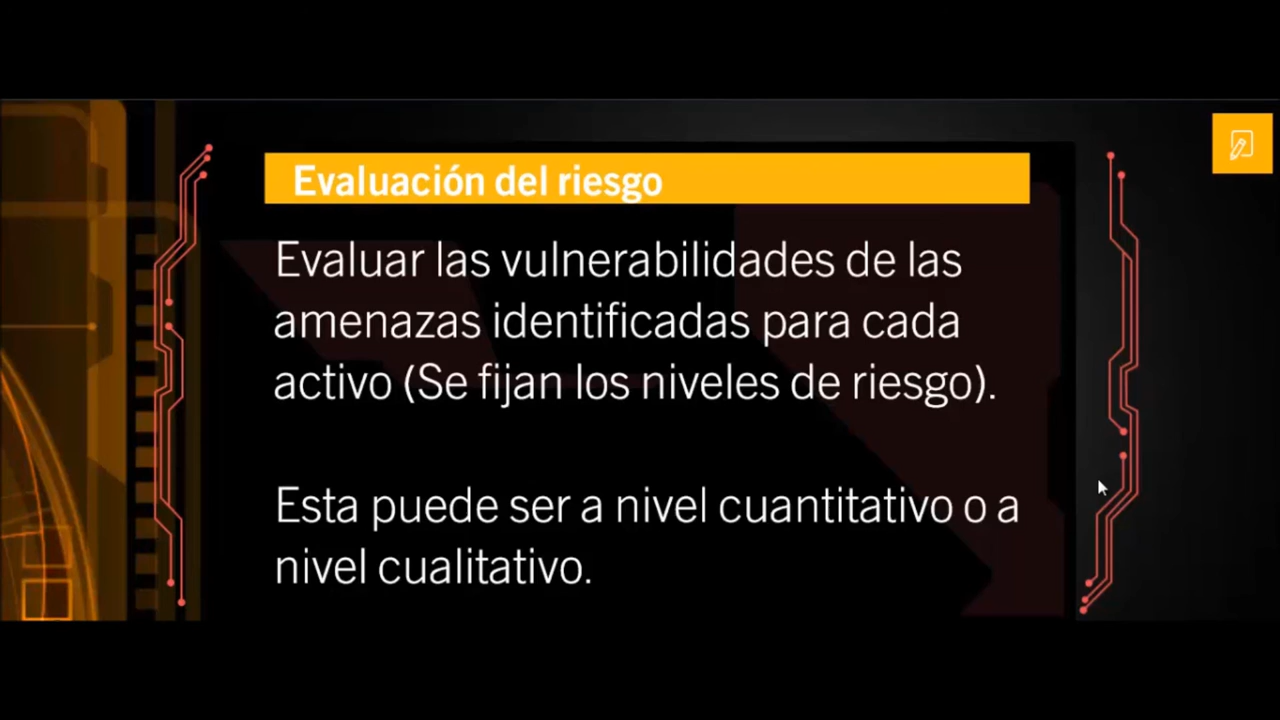 Evaluación del riesgo
Evaluar las vulnerabilidades de las
amenazas identificadas para cada
activo (Se fijan los niveles de riesgo).
Esta puede ser a nivel cuantitativo o a
nivel cualitativo.